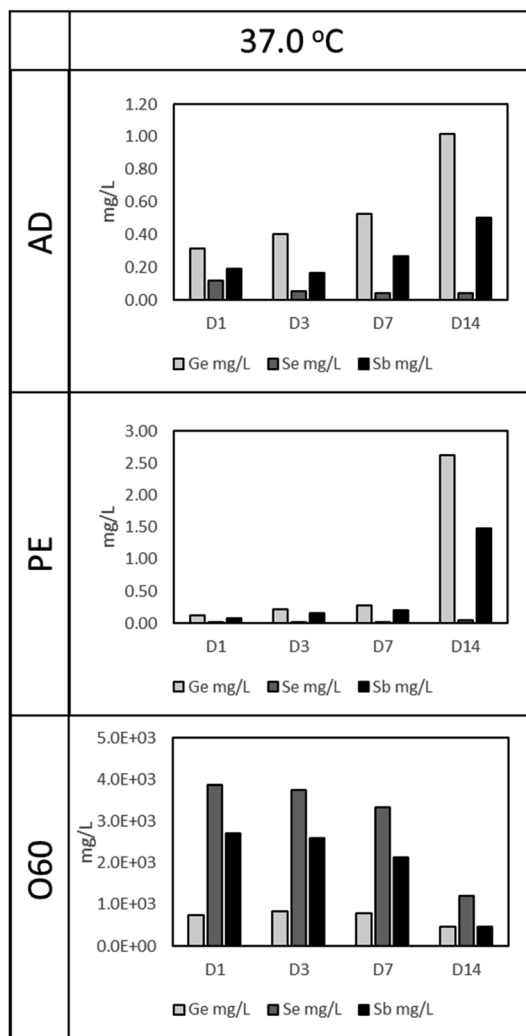 37.0 ºC
AD
mg/L
1.20
1.00
0.80
0.60
0.40
0.20
0.00
D1 D3 D7 D14
Ge mg/L Se mg/L Sb mg/L
PE
mg/L
3.00
2.50
2.00
1.50
1.00
0.50
0.00
D1 D3 D7 D14
Ge mg/L Se mg/L Sb mg/L
O60
mg/L
5.0E+03
4.0E+03
3.0E+03
2.0E+03
1.0E+03
0.0E+00
D1 D3 D7 D14
Ge mg/L Se mg/L Sb mg/L